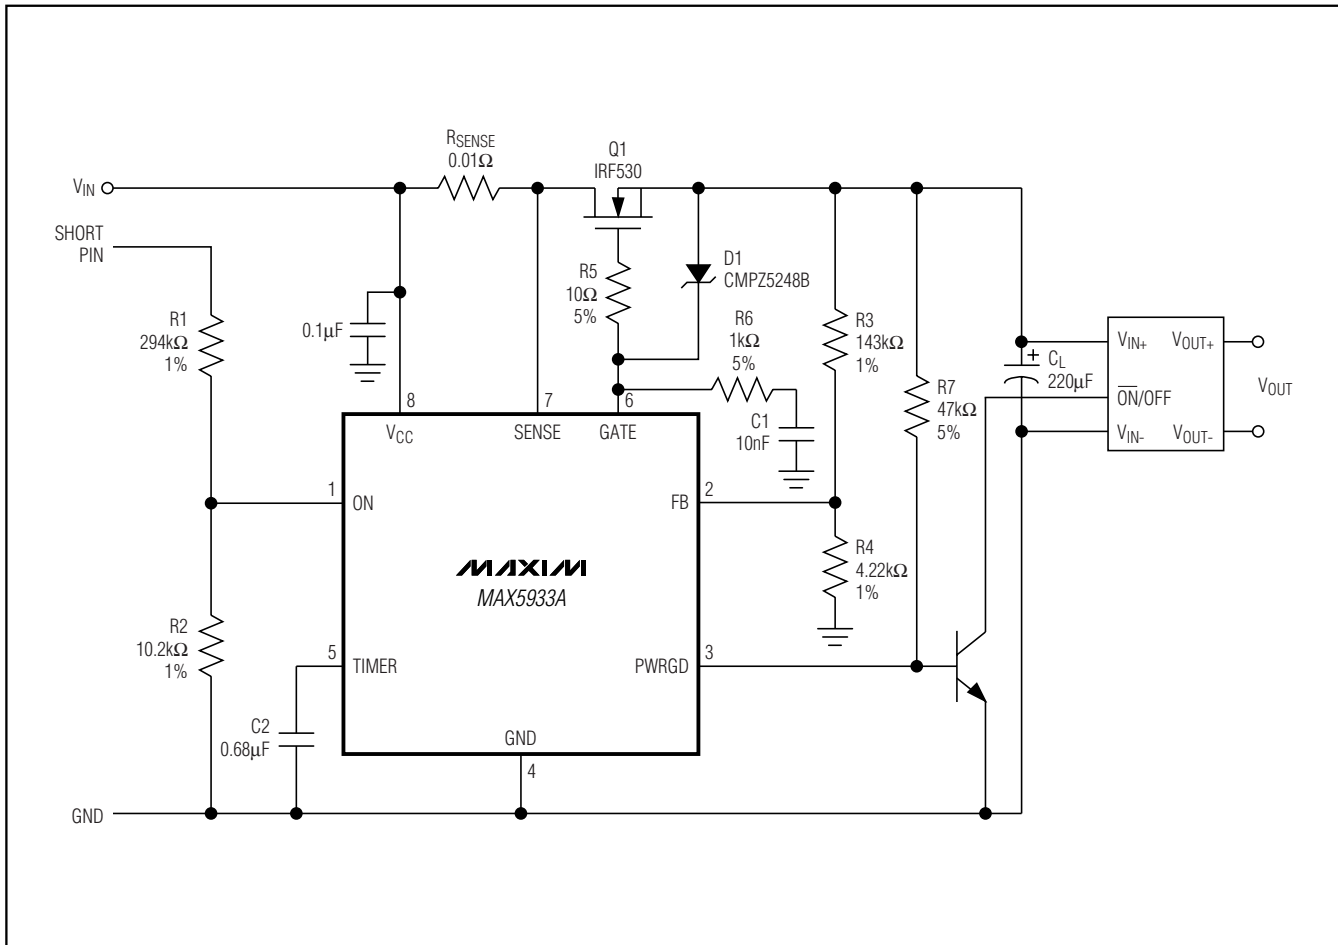 RSENSE
0.01Ω
Q1
IRF530
VIN
SHORT
PIN
D1
CMPZ5248B
R5
10Ω
5%
R6
1kΩ
5%
R1
294kΩ
1%
0.1µF
R3
143kΩ
1%
R7
47kΩ
5%
CL
220µF
+
VIN+
VOUT+
ON/OFF
VIN-
VOUT-
VOUT
8
7
6
VCC
SENSE
GATE
C1
10nF
1
ON
2
FB
MAXIM
MAX5933A
R4
4.22kΩ
1%
R2
10.2kΩ
1%
5
TIMER
3
PWRGD
C2
0.68µF
GND
4
GND